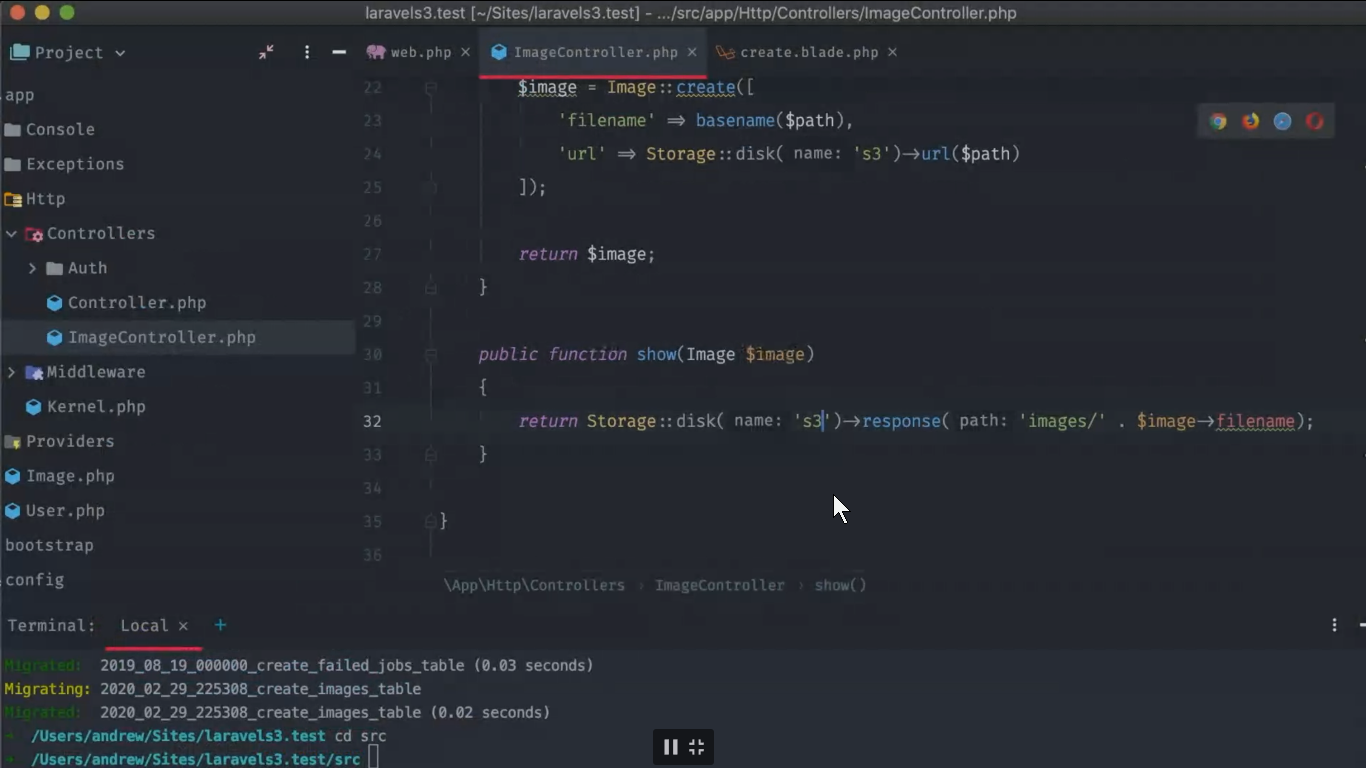 laravels3.test [~/Sites/laravels3.test] - .../src/app/Http/Controllers/ImageController.php
Project
web.php ×
ImageController.php ×
create.blade.php ×
app
Console
Exceptions
Http
Controllers
Auth
Controller.php
ImageController.php
Middleware
Kernel.php
Providers
Image.php
User.php
bootstrap
config
22 $image = Image::create([
23 'filename' => basename($path),
24 'url' => Storage::disk( name: 's3')->url($path)
25 ]);
26
27 return $image;
28 }
29
30 public function show(Image $image)
31 {
32 return Storage::disk( name: 's3')->response( path: 'images/' . $image->filename);
33 }
34
35 }
36
\App\Http\Controllers › ImageController › show()
Terminal: Local × +
Migrated: 2019_08_19_000000_create_failed_jobs_table (0.03 seconds)
Migrating: 2020_02_29_225308_create_images_table
Migrated: 2020_02_29_225308_create_images_table (0.02 seconds)
/Users/andrew/Sites/laravels3.test cd src
/Users/andrew/Sites/laravels3.test/src